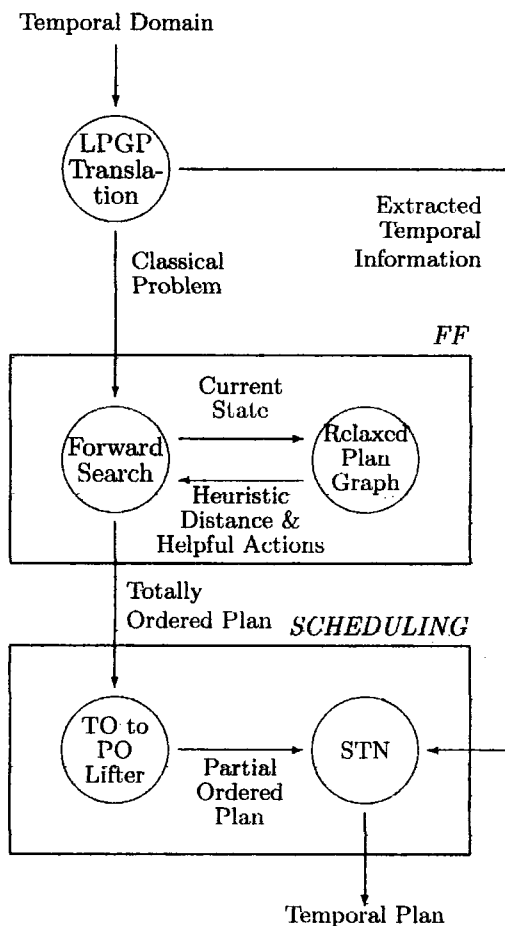 Temporal Domain
LPGP
Transla-
tion
Extracted
Temporal
Information
Classical
Problem
FF
Current
State
Forward
Search
Relaxed
Plan
Graph
Heuristic
Distance &
Helpful Actions
Totally
Ordered Plan
SCHEDULING
TO to
PO
Lifter
Partial
Ordered
Plan
STN
Temporal Plan